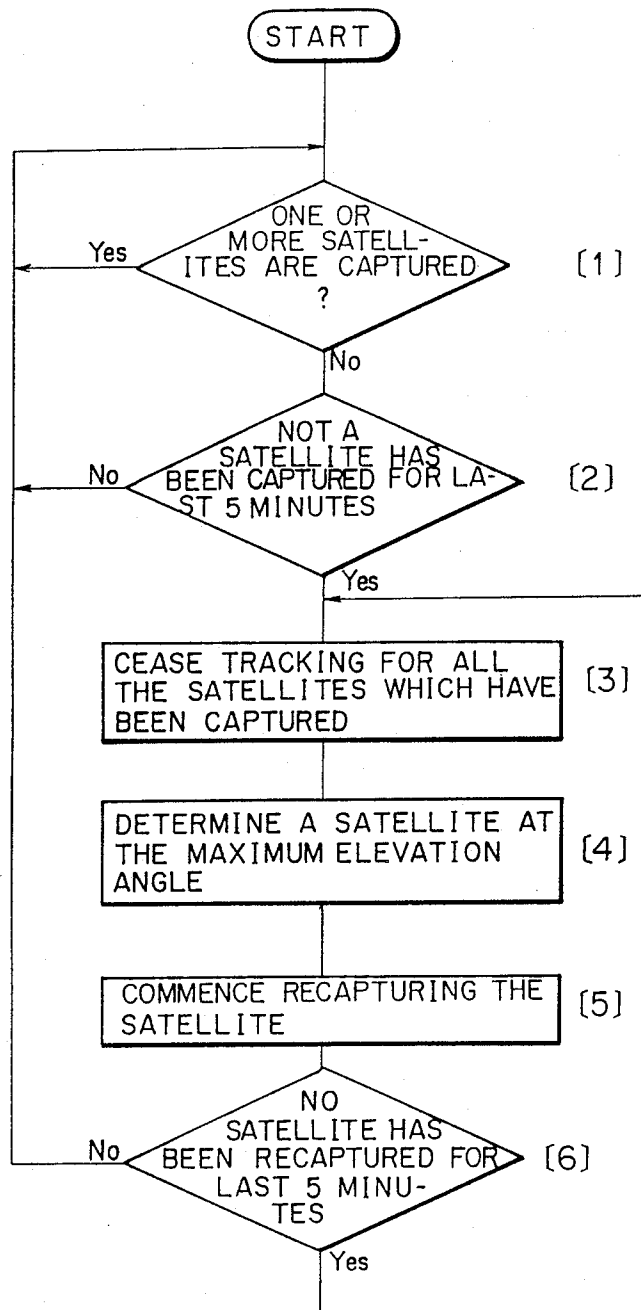 START
ONE OR
MORE SATELL-
ITES ARE CAPTURED
?
Yes
[1]
No
NOT A
SATELLITE HAS
BEEN CAPTURED FOR LA-
ST 5 MINUTES
No
[2]
Yes
CEASE TRACKING FOR ALL
THE SATELLITES WHICH HAVE
BEEN CAPTURED
[3]
DETERMINE A SATELLITE AT
THE MAXIMUM ELEVATION
ANGLE
[4]
COMMENCE RECAPTURING THE
SATELLITE
[5]
NO
SATELLITE HAS
BEEN RECAPTURED FOR
LAST 5 MINU-
TES
No
[6]
Yes